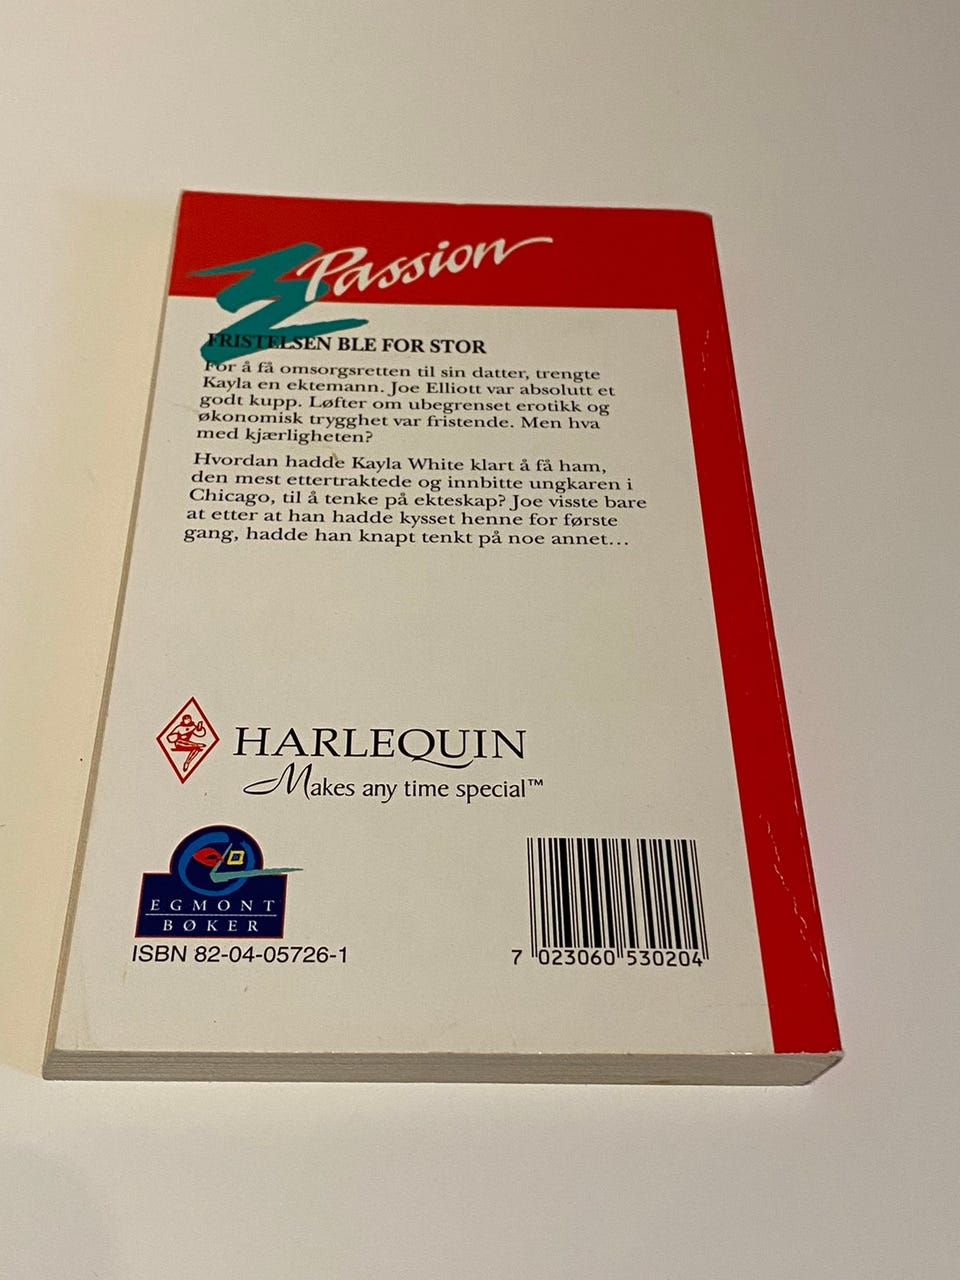 Passion
FRISTELSEN BLE FOR STOR
For å få omsorgsretten til sin datter, trengte
Kayla en ektemann. Joe Elliott var absolutt et
godt kupp. Løfter om ubegrenset erotikk og
økonomisk trygghet var fristende. Men hva
med kjærligheten?
Hvordan hadde Kayla White klart å få ham,
den mest ettertraktede og innbitte ungkaren i
Chicago, til å tenke på ekteskap? Joe visste bare
at etter at han hadde kysset henne for første
gang, hadde han knapt tenkt på noe annet...
HARLEQUIN
Makes any time special™
EGMONT
BØKER
ISBN 82-04-05726-1
7 023060 530204